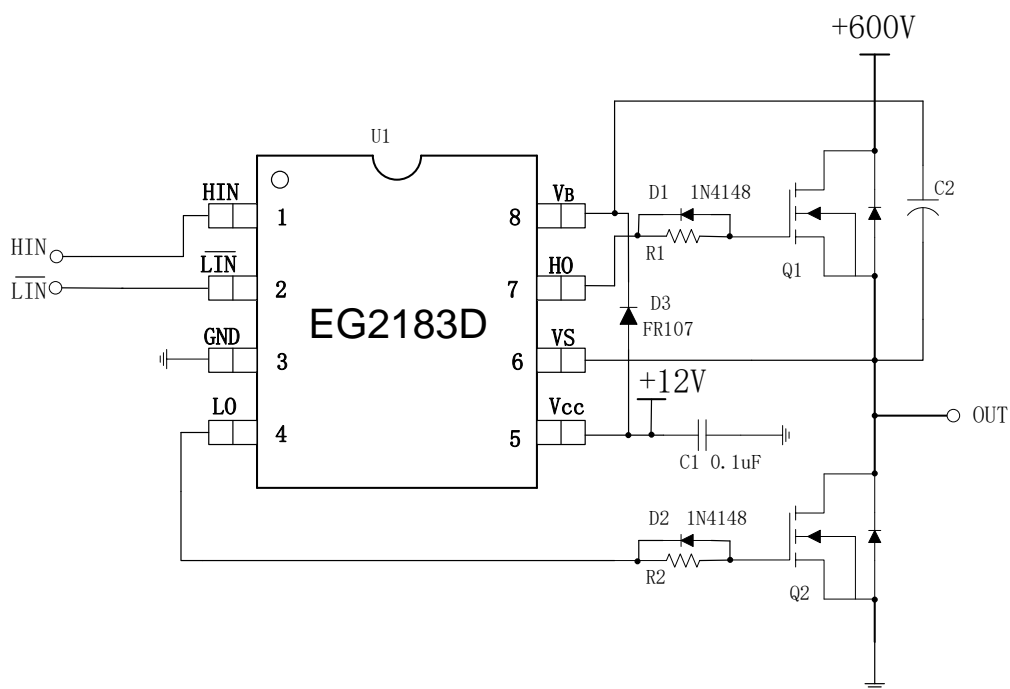 +600V
U1
HIN
1
VB
8
D1 1N4148
C2
HIN
R1
Q1
LIN
LIN
2
HO
7
EG2183D
D3
FR107
GND
3
VS
6
+12V
LO
4
Vcc
5
OUT
C1 0.1uF
D2 1N4148
R2
Q2